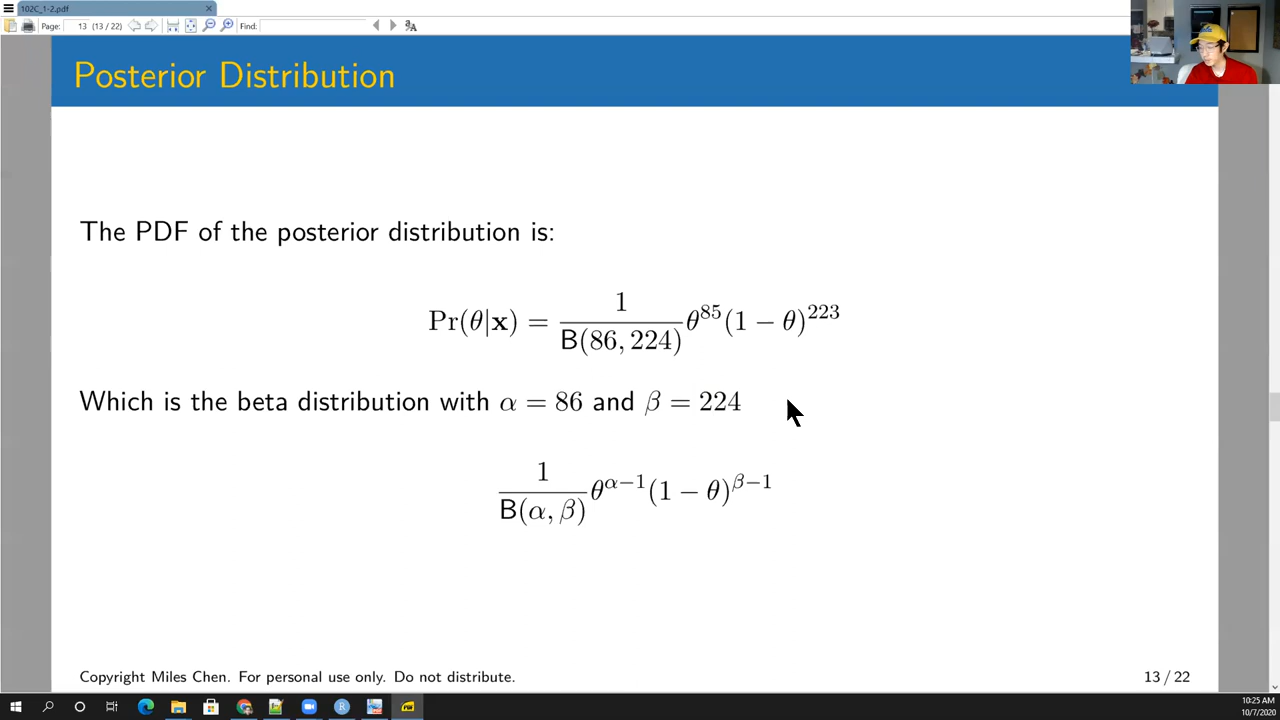 102C_1-2.pdf
Page: 13 (13 / 22) Find:
Posterior Distribution
The PDF of the posterior distribution is:
Pr(θ|x) = 1/B(86, 224) θ^85 (1 − θ)^223
Which is the beta distribution with α = 86 and β = 224
1/B(α, β) θ^α−1 (1 − θ)^β−1
Copyright Miles Chen. For personal use only. Do not distribute.
13 / 22
10:25 AM
10/7/2020